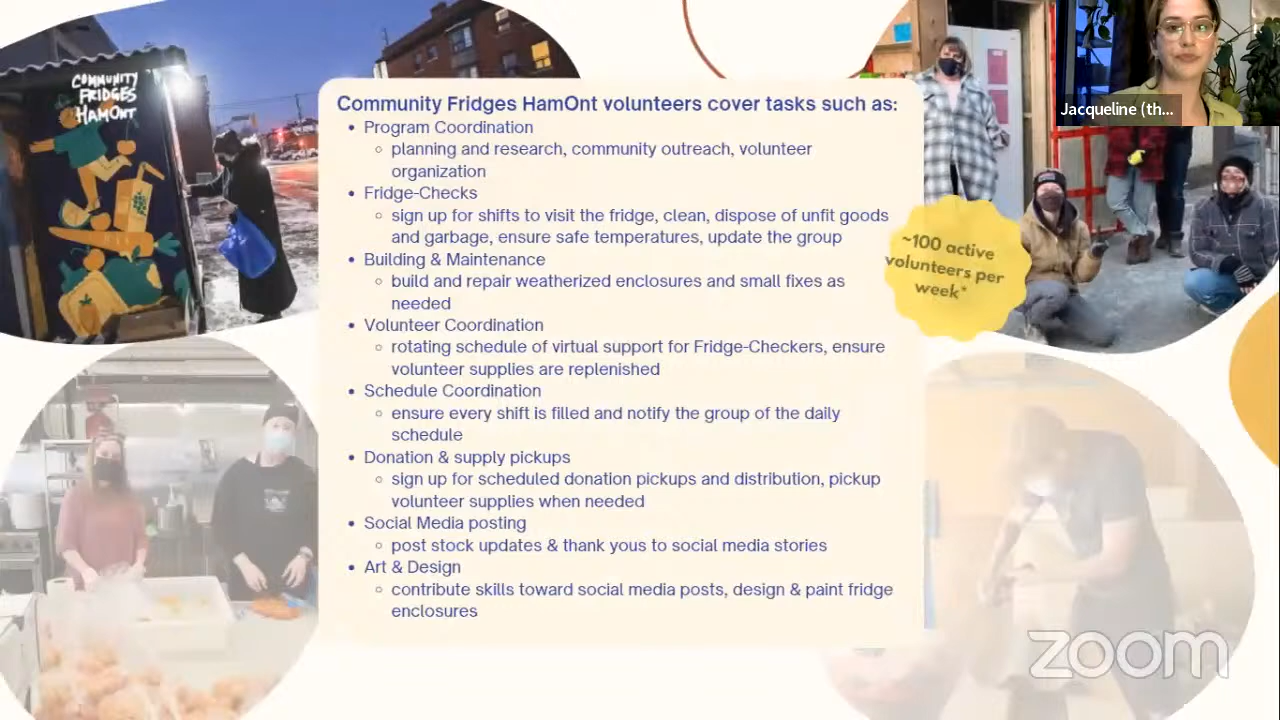 COMMUNITY
FRIDGES
HAMONT
Community Fridges HamOnt volunteers cover tasks such as:
• Program Coordination
◦ planning and research, community outreach, volunteer
organization
• Fridge-Checks
◦ sign up for shifts to visit the fridge, clean, dispose of unfit goods
and garbage, ensure safe temperatures, update the group
• Building & Maintenance
◦ build and repair weatherized enclosures and small fixes as
needed
• Volunteer Coordination
◦ rotating schedule of virtual support for Fridge-Checkers, ensure
volunteer supplies are replenished
• Schedule Coordination
◦ ensure every shift is filled and notify the group of the daily
schedule
• Donation & supply pickups
◦ sign up for scheduled donation pickups and distribution, pickup
volunteer supplies when needed
• Social Media posting
◦ post stock updates & thank yous to social media stories
• Art & Design
◦ contribute skills toward social media posts, design & paint fridge
enclosures
~100 active
volunteers per
week*
Jacqueline (th...
zoom